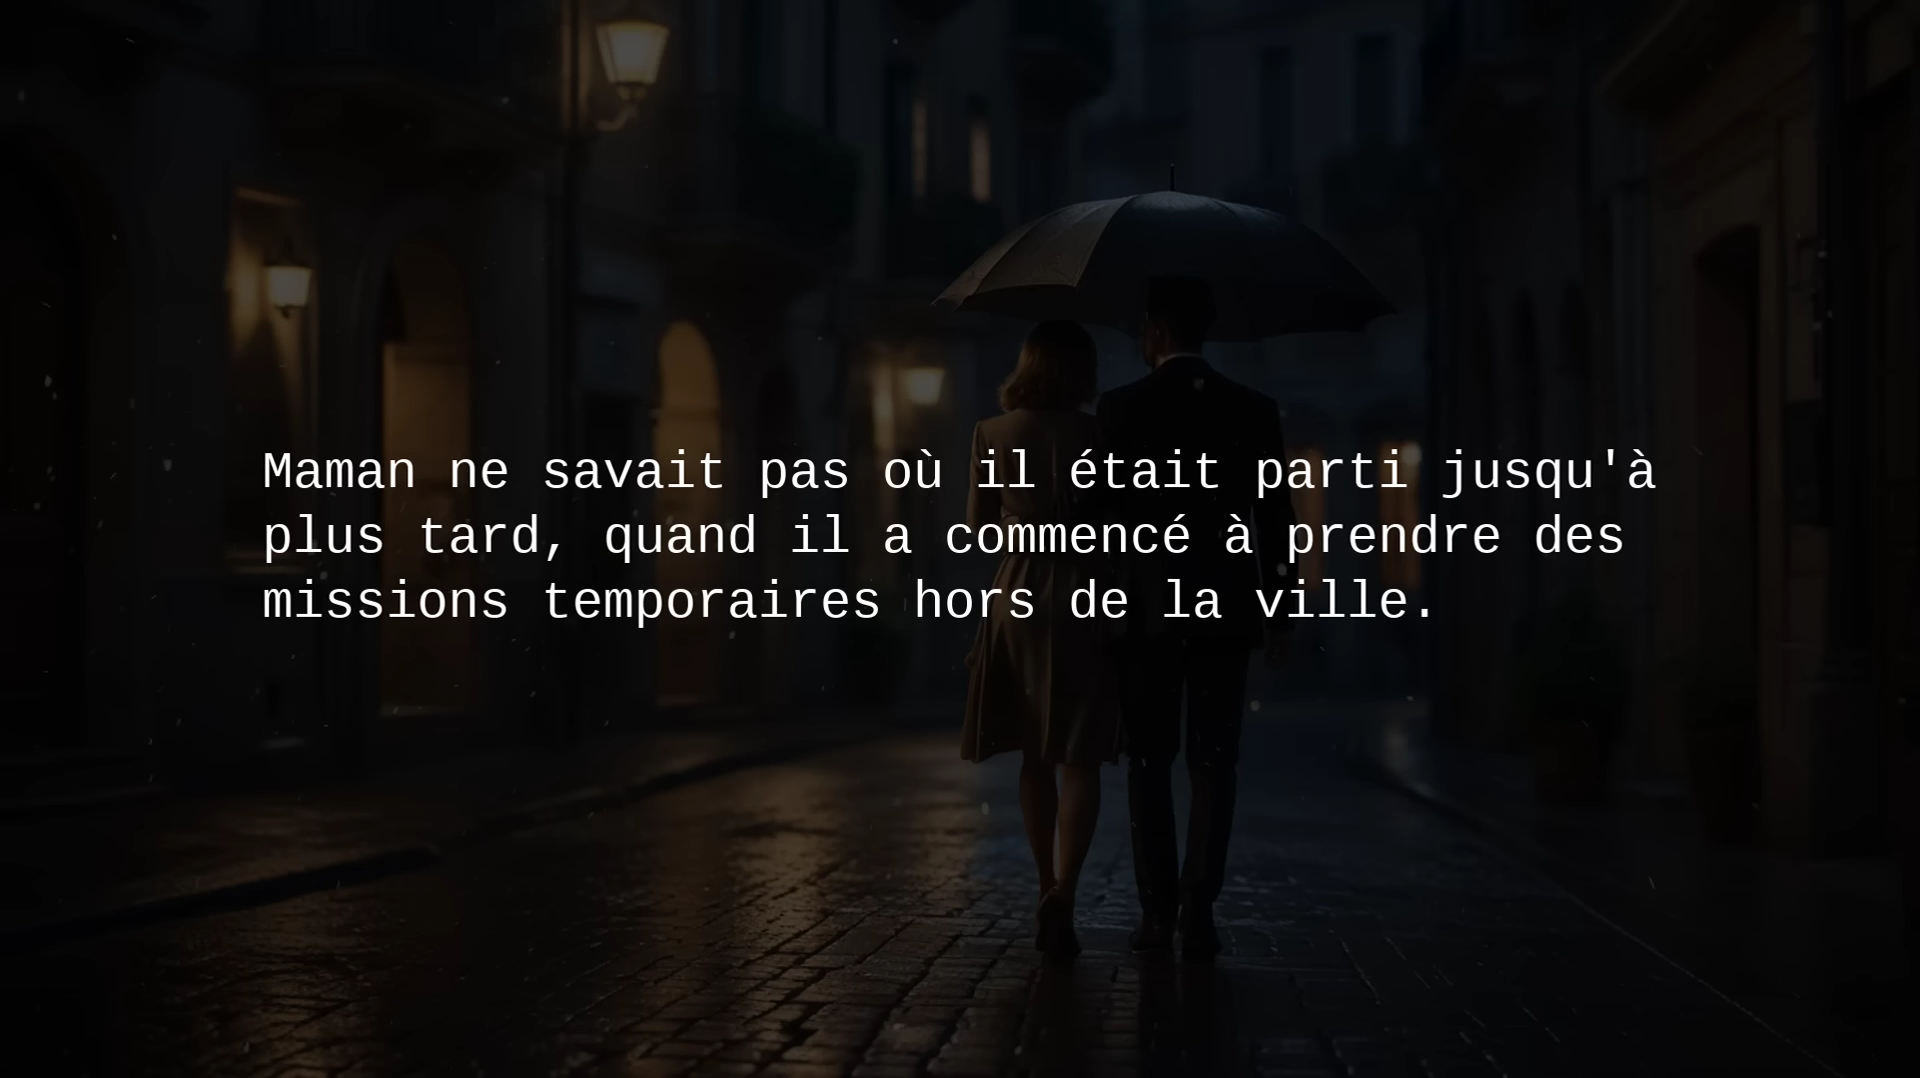 Maman ne savait pas où il était parti jusqu'à
plus tard, quand il a commencé à prendre des
missions temporaires hors de la ville.